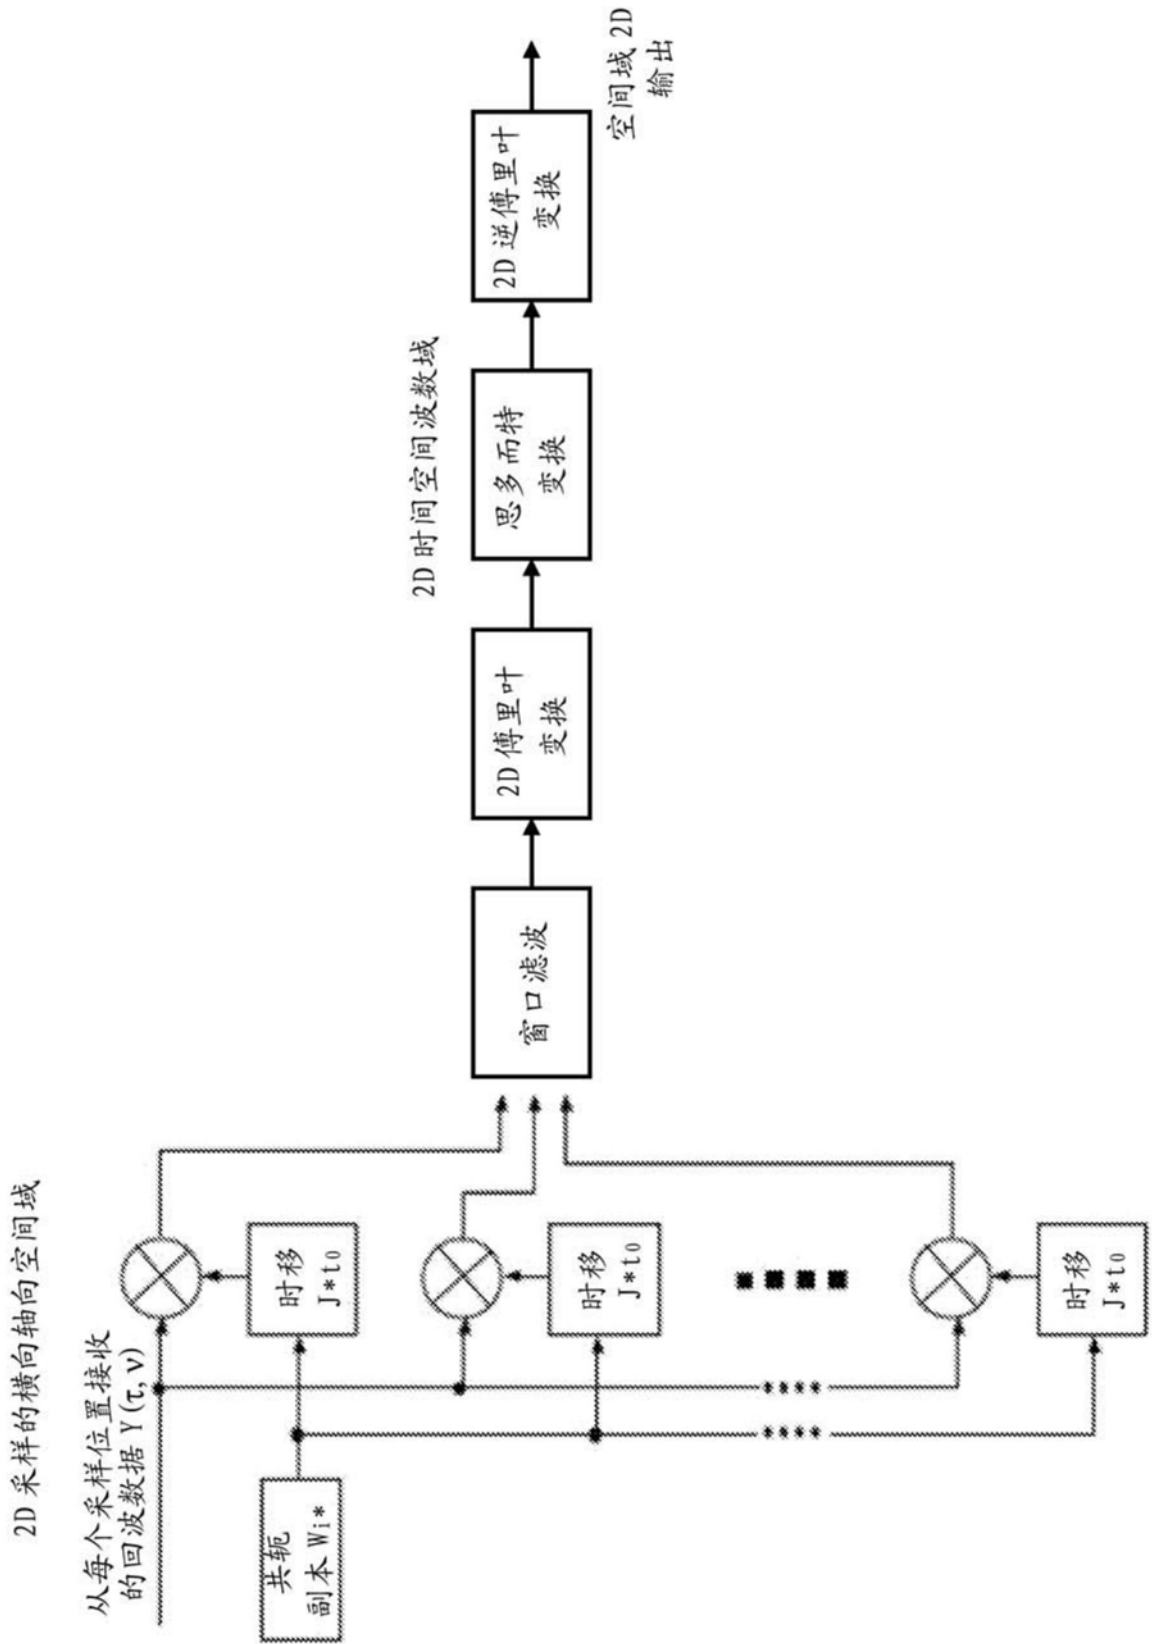 2D 采样的横向轴向空间域
从每个采样位置接收
的回波数据 Y(τ, ν)
共轭
副本 Wi*
时移
J*t0
时移
J*t0
时移
J*t0
窗口滤波
2D 傅里叶
变换
2D 时间空间波数域
思多而特
变换
2D 逆傅里叶
变换
空间域 2D
输出